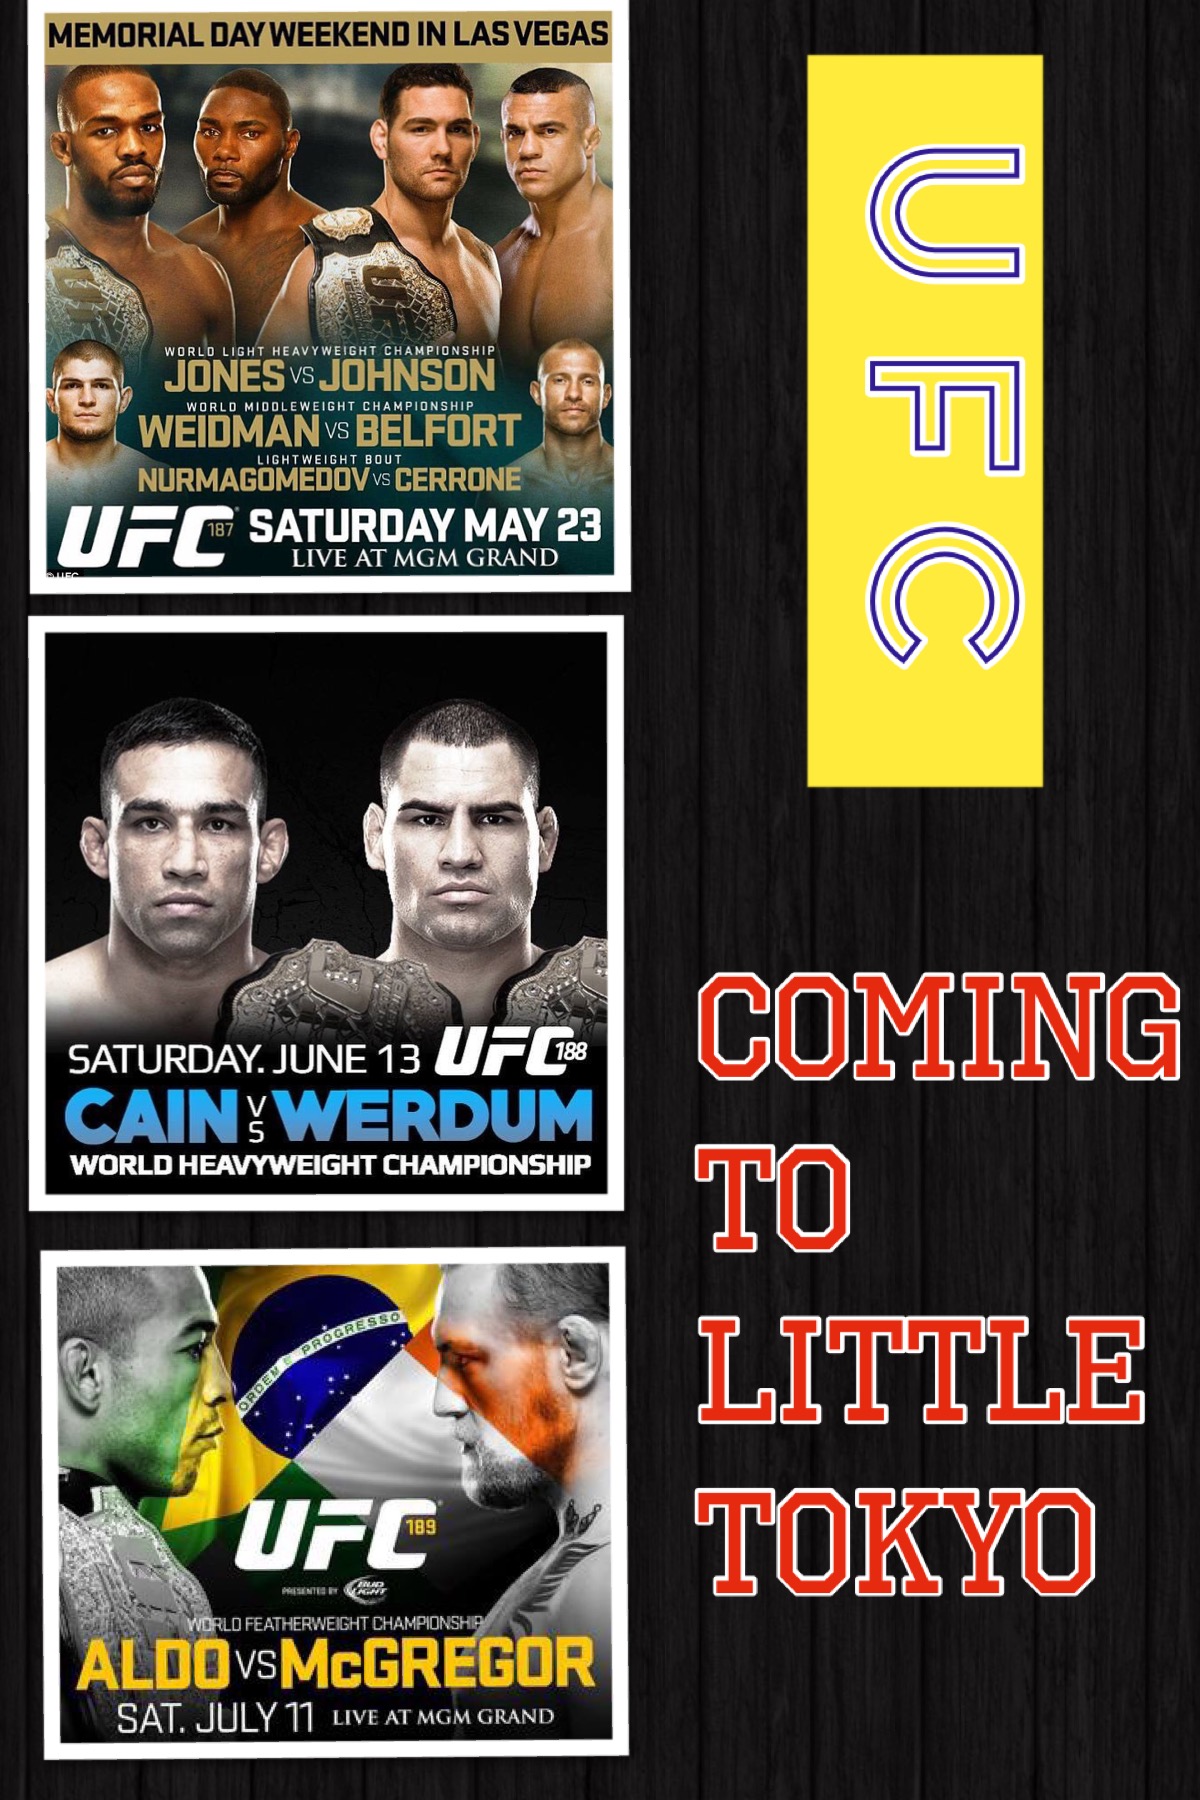 MEMORIAL DAY WEEKEND IN LAS VEGAS
WORLD LIGHT HEAVYWEIGHT CHAMPIONSHIP
JONES VS JOHNSON
WORLD MIDDLEWEIGHT CHAMPIONSHIP
WEIDMAN VS BELFORT
LIGHTWEIGHT BOUT
NURMAGOMEDOV VS CERRONE
UFC 187 SATURDAY MAY 23
LIVE AT MGM GRAND
© UFC
SATURDAY. JUNE 13 UFC 188
CAIN VS WERDUM
WORLD HEAVYWEIGHT CHAMPIONSHIP
ORDEM E PROGRESSO
UFC 189
PRESENTED BY BUD LIGHT
WORLD FEATHERWEIGHT CHAMPIONSHIP
ALDO VS McGREGOR
SAT. JULY 11 LIVE AT MGM GRAND
UFC
COMING
TO
LITTLE
TOKYO